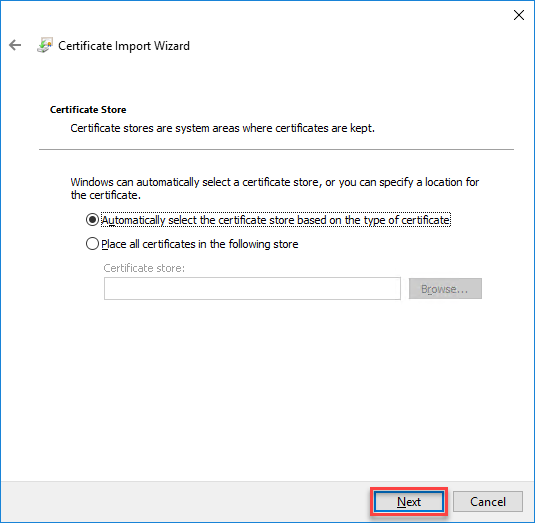 Certificate Import Wizard
Certificate Store
Certificate stores are system areas where certificates are kept.
Windows can automatically select a certificate store, or you can specify a location for
the certificate.
Automatically select the certificate store based on the type of certificate
Place all certificates in the following store
Certificate store:
Browse...
Next
Cancel